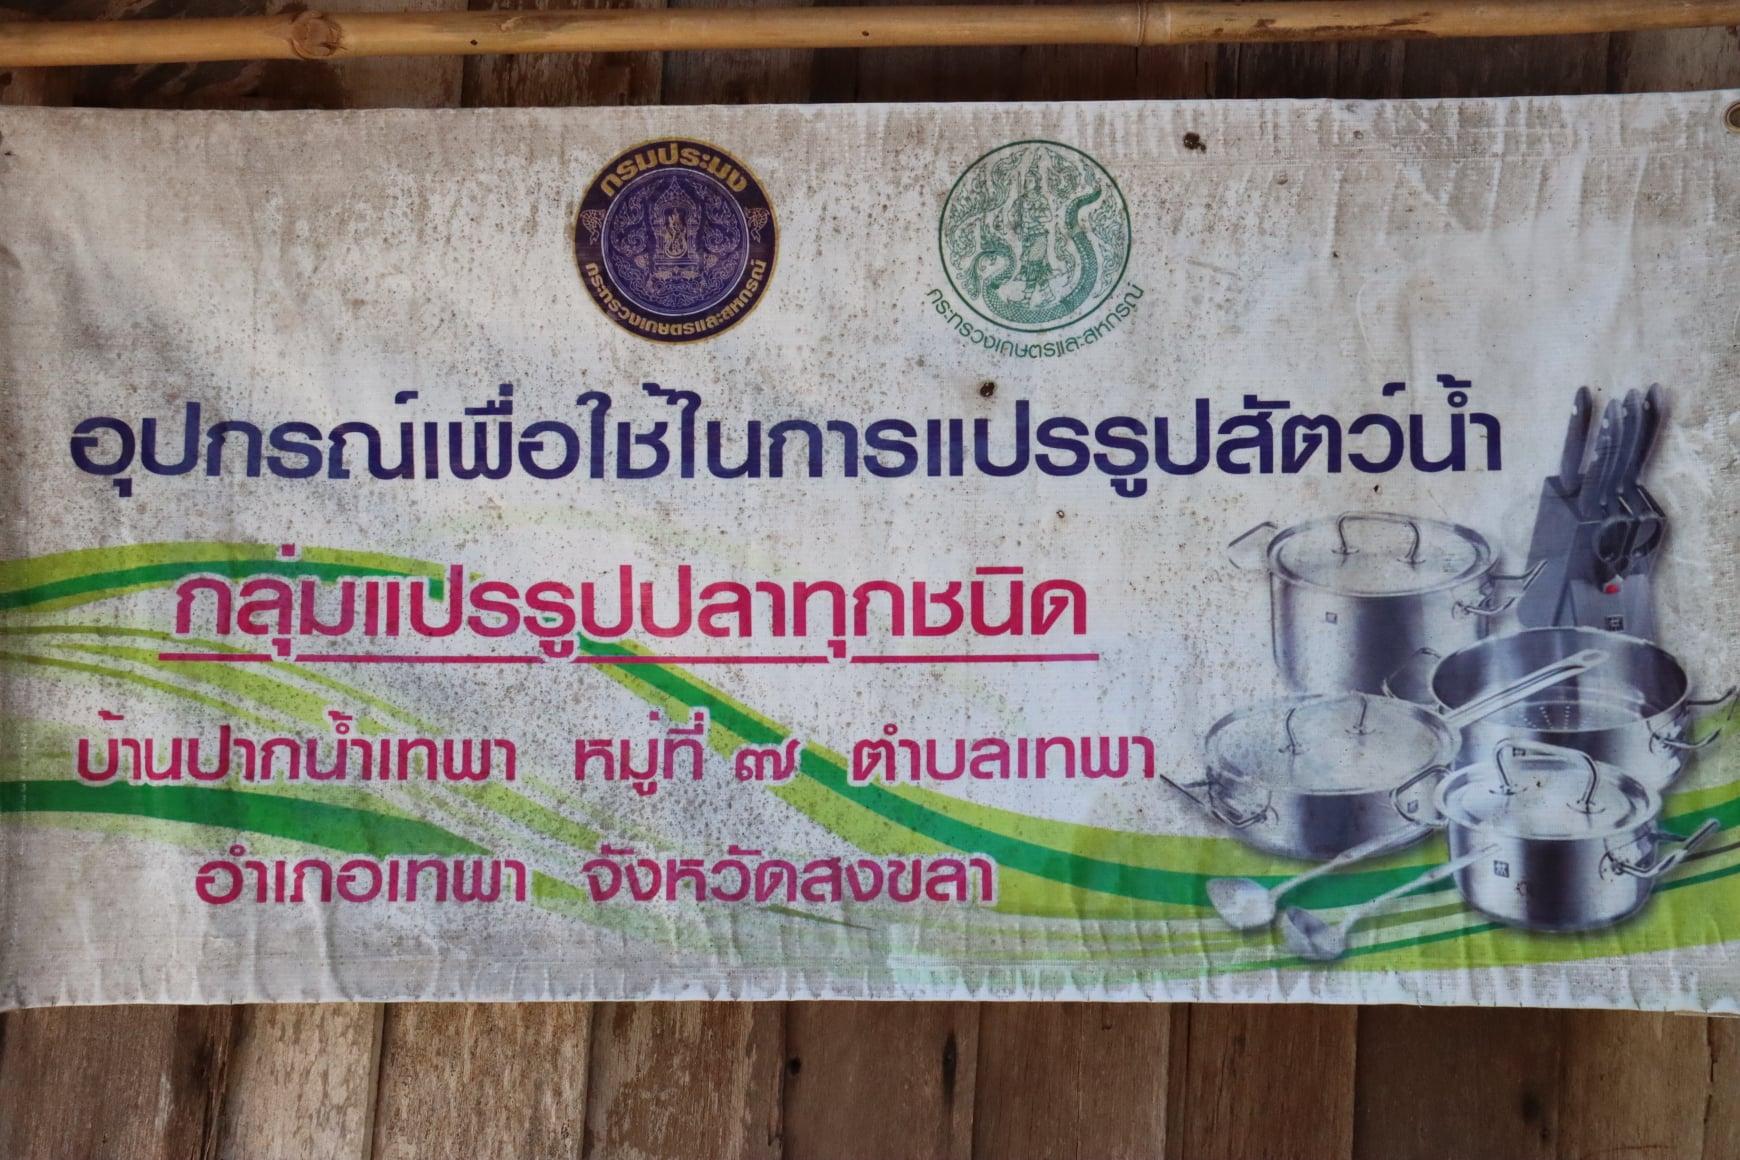 กรมประมง
กระทรวงเกษตรและสหกรณ์
กระทรวงเกษตรและสหกรณ์
อุปกรณ์เพื่อใช้ในการแปรรูปสัตว์น้ำ
กลุ่มแปรรูปปลาทุกชนิด
บ้านปากน้ำเทพา หมู่ที่ ๗ ตำบลเทพา
อำเภอเทพา จังหวัดสงขลา